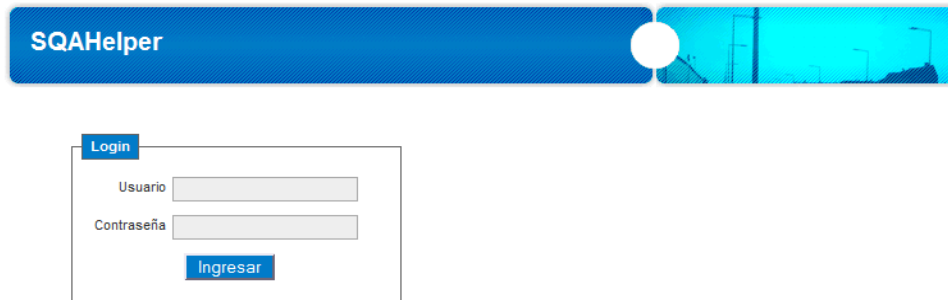 SQAHelper
Login
Usuario
Contraseña
Ingresar